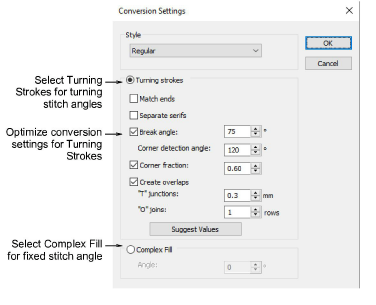 Conversion Settings
Style
Regular
OK
Cancel
Select Turning
Strokes for turning
stitch angles
Turning strokes
Match ends
Separate serifs
Optimize conversion
settings for Turning
Strokes
Break angle: 75 °
Corner detection angle: 120 °
Corner fraction: 0.60
Create overlaps
"T" junctions: 0.3 mm
"O" joins: 1 rows
Suggest Values
Select Complex Fill
for fixed stitch angle
Complex Fill
Angle: 0 °